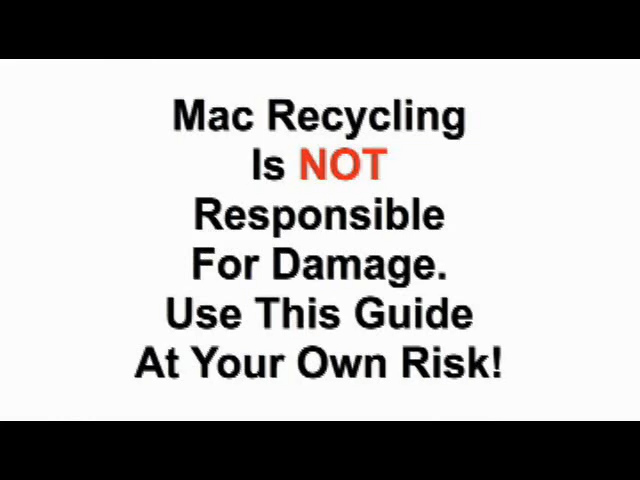 Mac Recycling
Is NOT
Responsible
For Damage.
Use This Guide
At Your Own Risk!